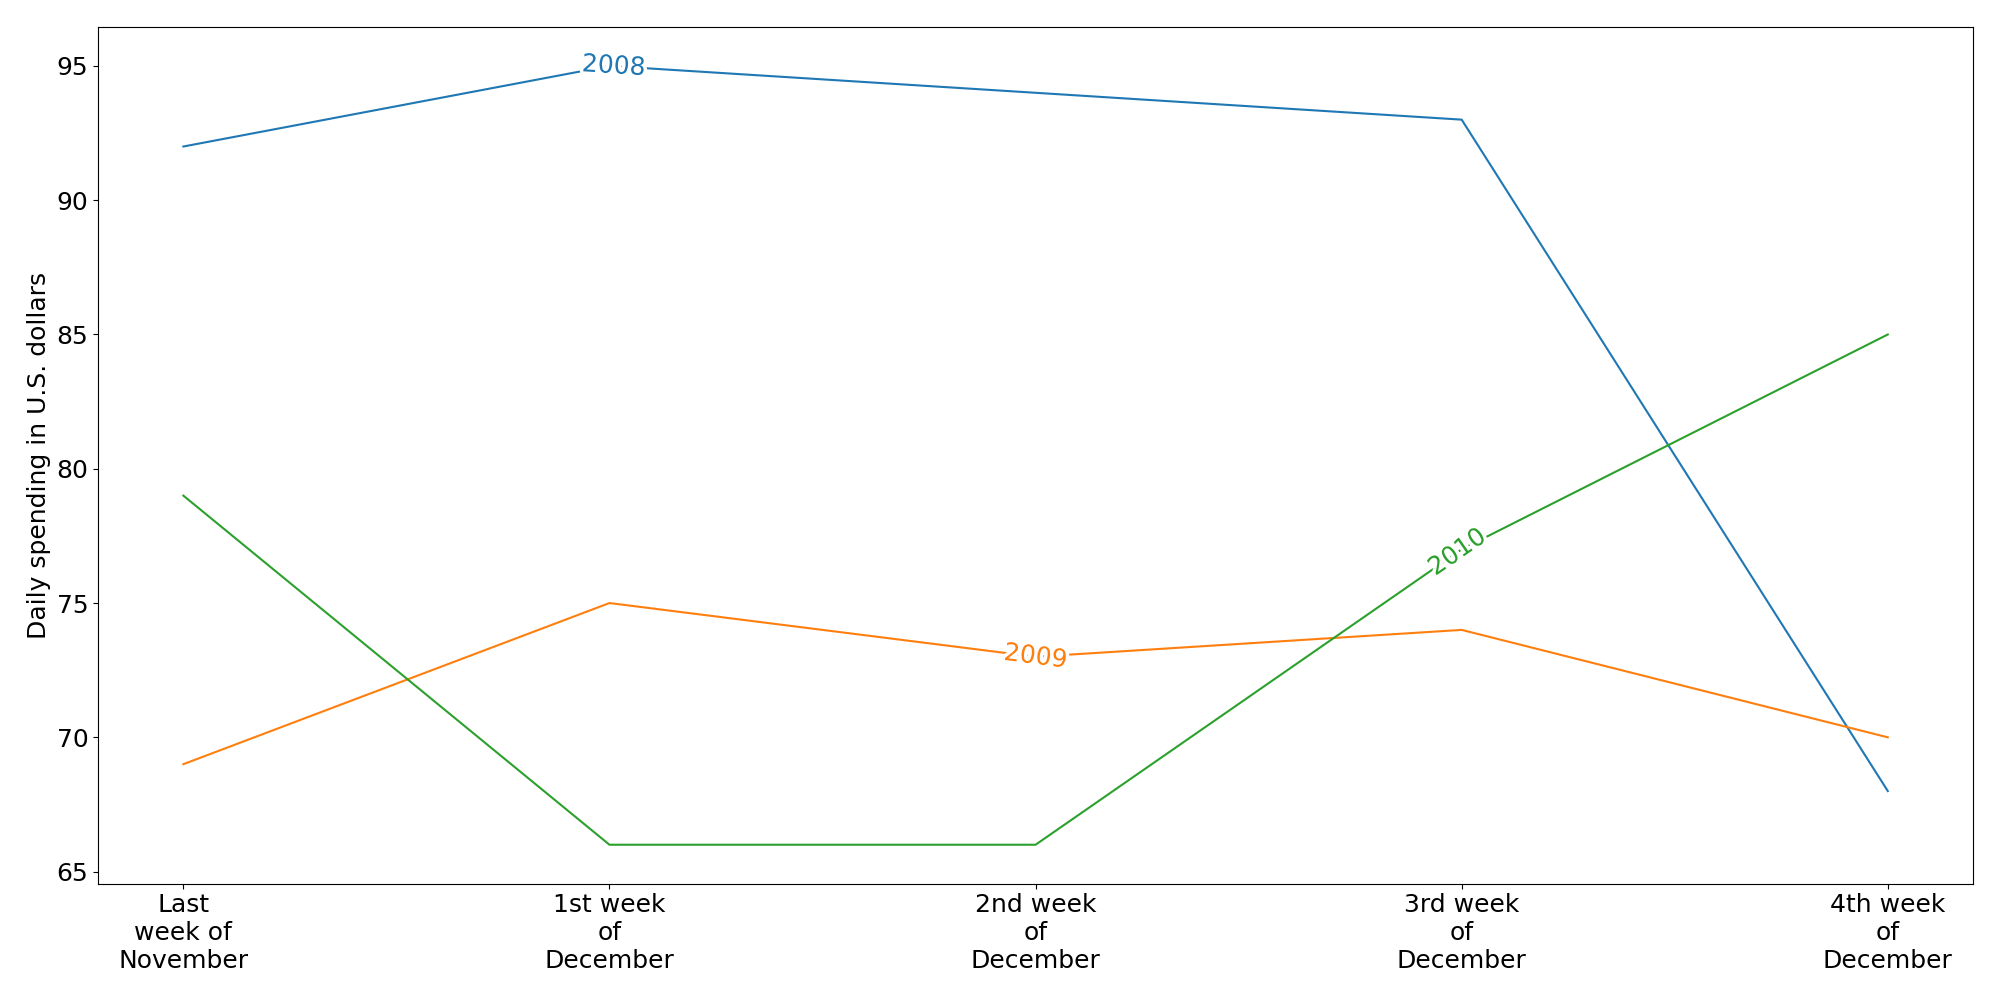 95
90
85
80
75
70
65
Daily spending in U.S. dollars
2008
2009
2010
Last
week of
November
1st week
of
December
2nd week
of
December
3rd week
of
December
4th week
of
December